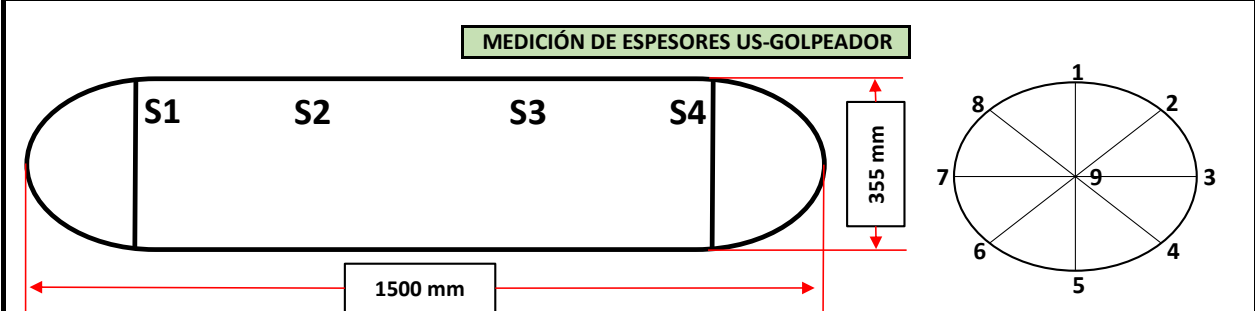 MEDICIÓN DE ESPESORES US-GOLPEADOR
S1 S2 S3 S4
355 mm
1500 mm
1
2
3
4
5
6
7
8
9